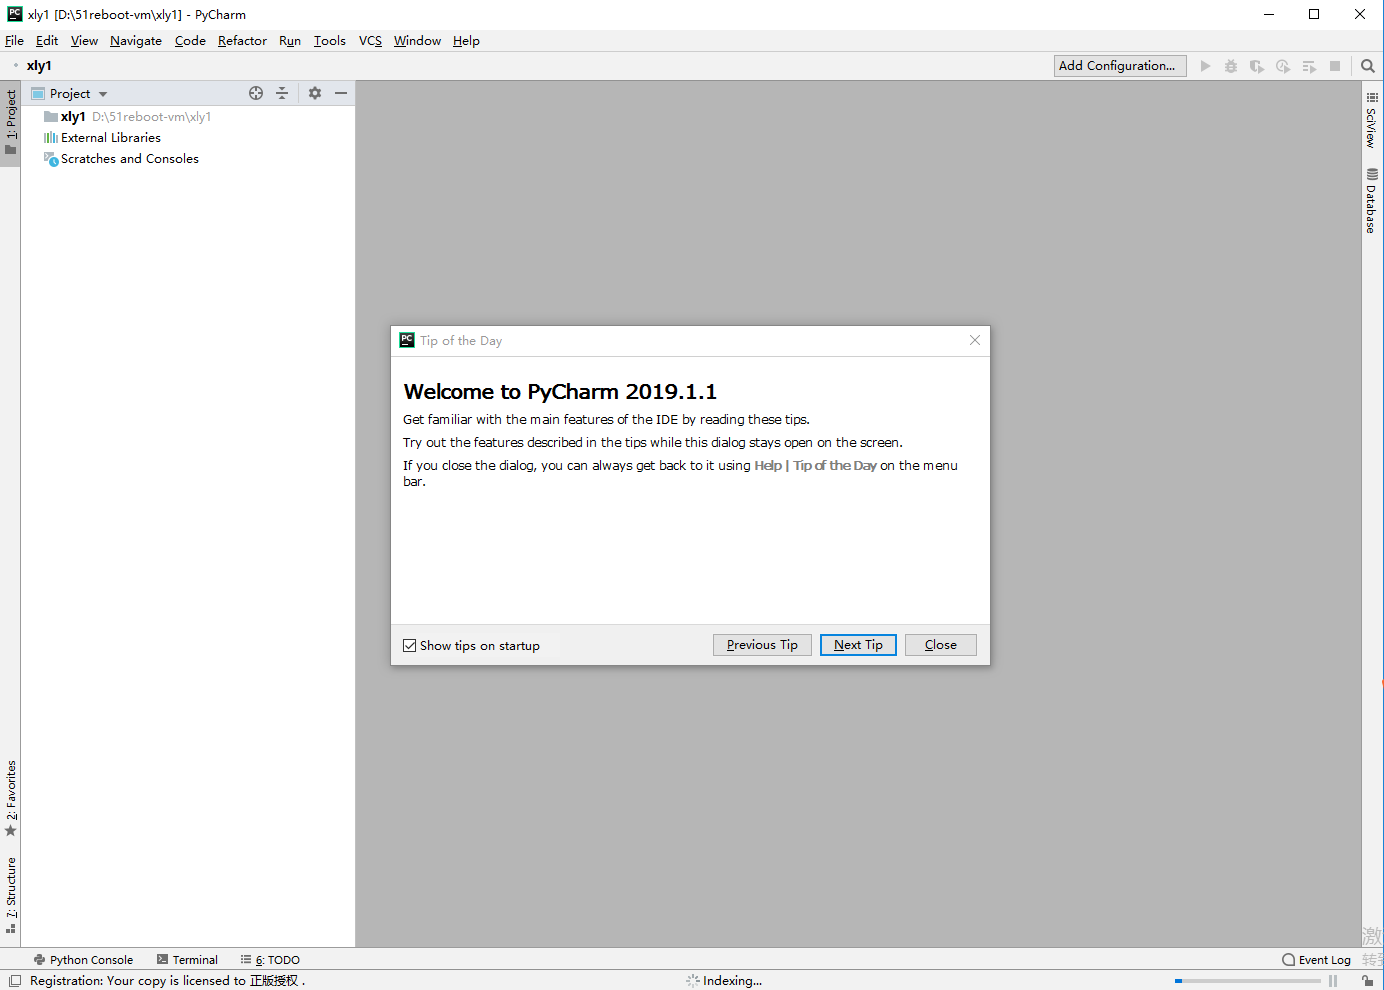 xly1 [D:\51reboot-vm\xly1] - PyCharm
File Edit View Navigate Code Refactor Run Tools VCS Window Help
xly1
Add Configuration...
1: Project
Project
xly1 D:\51reboot-vm\xly1
External Libraries
Scratches and Consoles
SciView
Database
PC Tip of the Day
Welcome to PyCharm 2019.1.1
Get familiar with the main features of the IDE by reading these tips.
Try out the features described in the tips while this dialog stays open on the screen.
If you close the dialog, you can always get back to it using Help | Tip of the Day on the menu
bar.
Show tips on startup
Previous Tip
Next Tip
Close
2: Favorites
7: Structure
激
转到
Python Console
Terminal
6: TODO
Event Log
Registration: Your copy is licensed to 正版授权 .
Indexing...